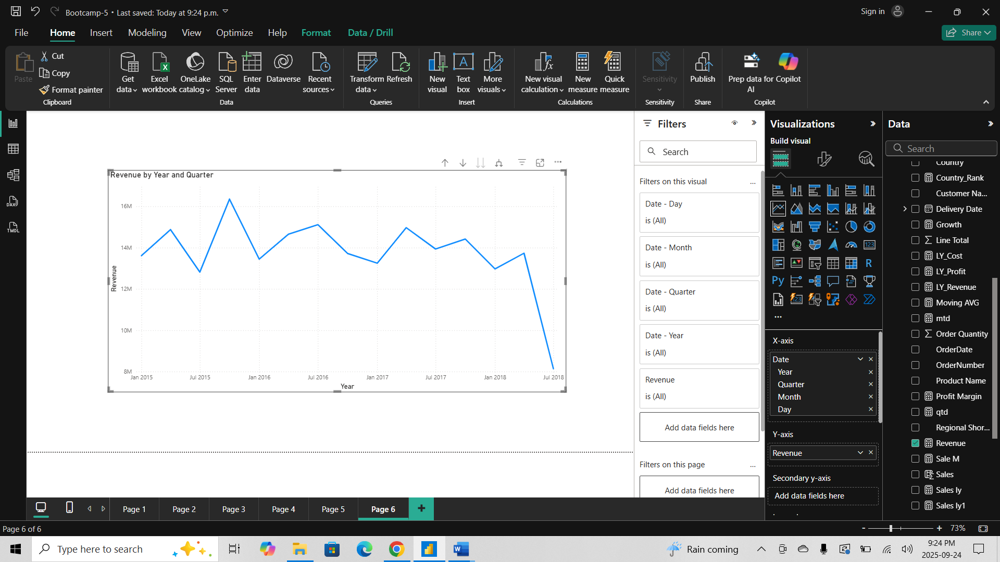 Bootcamp-5 • Last saved: Today at 9:24 p.m.
Sign in
File
Home
Insert
Modeling
View
Optimize
Help
Format
Data / Drill
Share
Paste
Cut
Copy
Format painter
Clipboard
Get data
Excel workbook
OneLake catalog
SQL Server
Enter data
Dataverse
Recent sources
Data
Transform data
Refresh
Queries
New visual
Text box
More visuals
Insert
New visual calculation
New measure
Quick measure
Calculations
Sensitivity
Sensitivity
Publish
Share
Prep data for AI
Copilot
Copilot
DAX
TMDL
Revenue by Year and Quarter
Revenue
16M
14M
12M
10M
8M
Jan 2015
Jul 2015
Jan 2016
Jul 2016
Jan 2017
Jul 2017
Jan 2018
Jul 2018
Year
Filters
Search
Filters on this visual
...
Date - Day
is (All)
Date - Month
is (All)
Date - Quarter
is (All)
Date - Year
is (All)
Revenue
is (All)
Add data fields here
Filters on this page
...
Add data fields here
Visualizations
Build visual
123
R
Py
123
...
X-axis
Date
Year
Quarter
Month
Day
Y-axis
Revenue
Secondary y-axis
Add data fields here
Data
Search
Country
Country_Rank
Customer Na...
Delivery Date
Growth
Line Total
LY_Cost
LY_Profit
LY_Revenue
Moving AVG
mtd
Order Quantity
OrderDate
OrderNumber
Product Name
Profit Margin
qtd
Regional Shor...
Revenue
Sale M
Sales
Sales ly
Sales ly1
Page 1
Page 2
Page 3
Page 4
Page 5
Page 6
+
Page 6 of 6
- + 73%
Type here to search
Rain coming
9:24 PM
2025-09-24